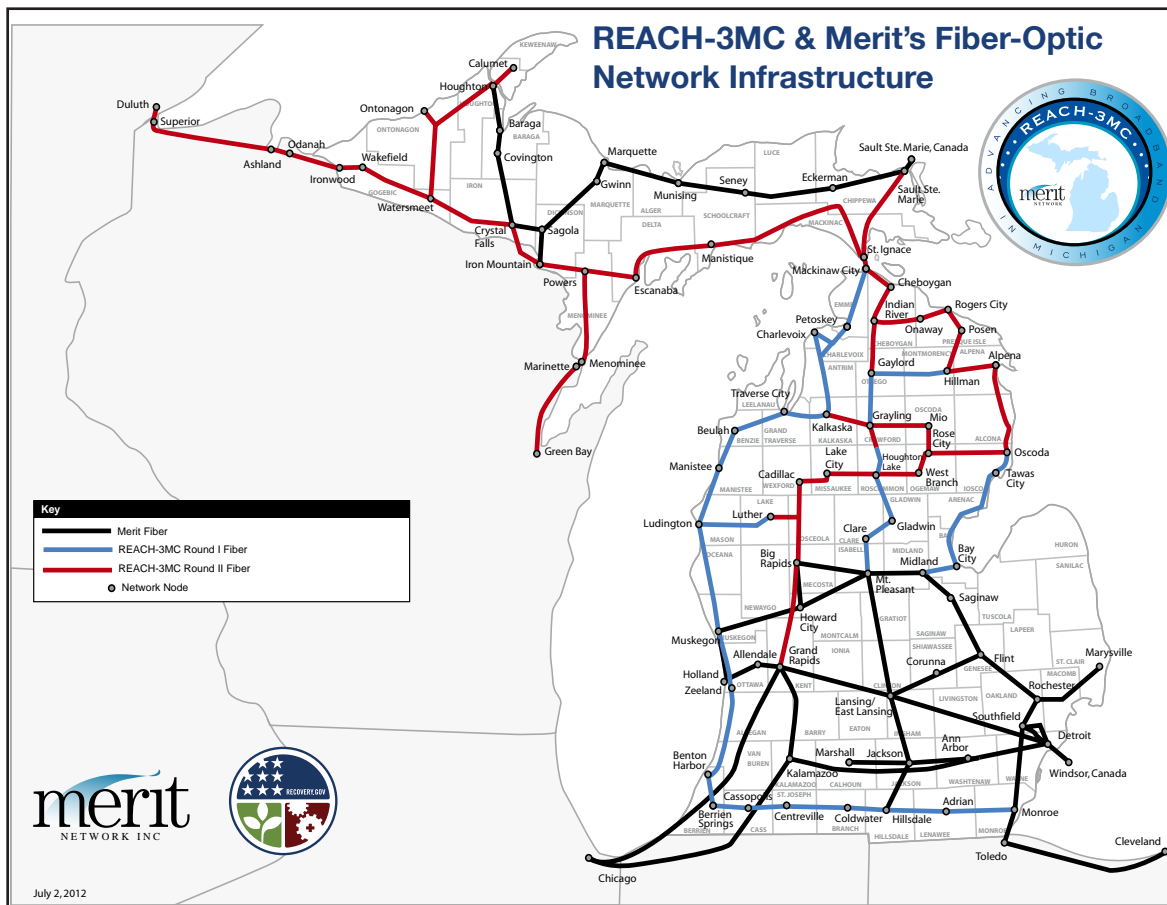 REACH-3MC & Merit's Fiber-Optic
Network Infrastructure
ADVANCING BROADBAND
REACH-3MC
merit
NETWORK
IN MICHIGAN
KEWEENAW
Calumet
Houghton
Duluth
Superior
Ontonagon
ONTONAGON
Baraga
BARAGA
Covington
Ashland
Odanah
Ironwood
Wakefield
GOGEBIC
IRON
Watersmeet
Marquette
Gwinn
MARQUETTE
DICKINSON
Munising
ALGER
Seney
LUCE
Eckerman
Sault Ste. Marie, Canada
Sault Ste.
Marie
CHIPPEWA
SCHOOLCRAFT
DELTA
MACKINAC
Crystal
Falls
Sagola
Iron Mountain
Powers
Escanaba
Manistique
St. Ignace
Mackinaw City
MENOMINEE
Menominee
Marinette
Green Bay
Cheboygan
Indian
River
Rogers City
Onaway
Posen
PRESQUE ISLE
CHEBOYGAN
EMMET
Petoskey
Charlevoix
CHARLEVOIX
ANTRIM
Gaylord
OTSEGO
MONTMORENCY
ALPENA
Alpena
Hillman
Traverse City
LEELANAU
Beulah
BENZIE
GRAND
TRAVERSE
Kalkaska
KALKASKA
Grayling
CRAWFORD
OSCODA
Mio
Rose
City
ALCONA
Oscoda
Tawas
City
Manistee
MANISTEE
Cadillac
WEXFORD
Lake
City
MISSAUKEE
Houghton
Lake
ROSCOMMON
West
Branch
OGEMAW
IOSCO
Ludington
MASON
LAKE
Luther
OSCEOLA
CLARE
Clare
GLADWIN
Gladwin
ARENAC
Bay
City
OCEANA
Big
Rapids
MECOSTA
ISABELLA
Mt.
Pleasant
MIDLAND
Midland
Saginaw
HURON
SANILAC
TUSCOLA
NEWAYGO
Howard
City
MONTCALM
GRATIOT
SAGINAW
SHIAWASSEE
LAPEER
Muskegon
MUSKEGON
Allendale
Grand
Rapids
IONIA
KENT
OTTAWA
Holland
Zeeland
CLINTON
Corunna
Flint
GENESEE
Marysville
ST. CLAIR
MACOMB
Rochester
OAKLAND
LIVINGSTON
Lansing/
East Lansing
INGHAM
EATON
BARRY
ALLEGAN
Southfield
Detroit
Windsor, Canada
Ann
Arbor
WASHTENAW
WAYNE
Jackson
JACKSON
Marshall
CALHOUN
Kalamazoo
KALAMAZOO
VAN
BUREN
Benton
Harbor
Berrien
Springs
BERRIEN
Cassopolis
CASS
ST. JOSEPH
Centreville
Coldwater
BRANCH
Hillsdale
HILLSDALE
Adrian
LENAWEE
Monroe
MONROE
Toledo
Cleveland
Chicago
Key
Merit Fiber
REACH-3MC Round I Fiber
REACH-3MC Round II Fiber
Network Node
merit
NETWORK INC
RECOVERY.GOV
July 2, 2012